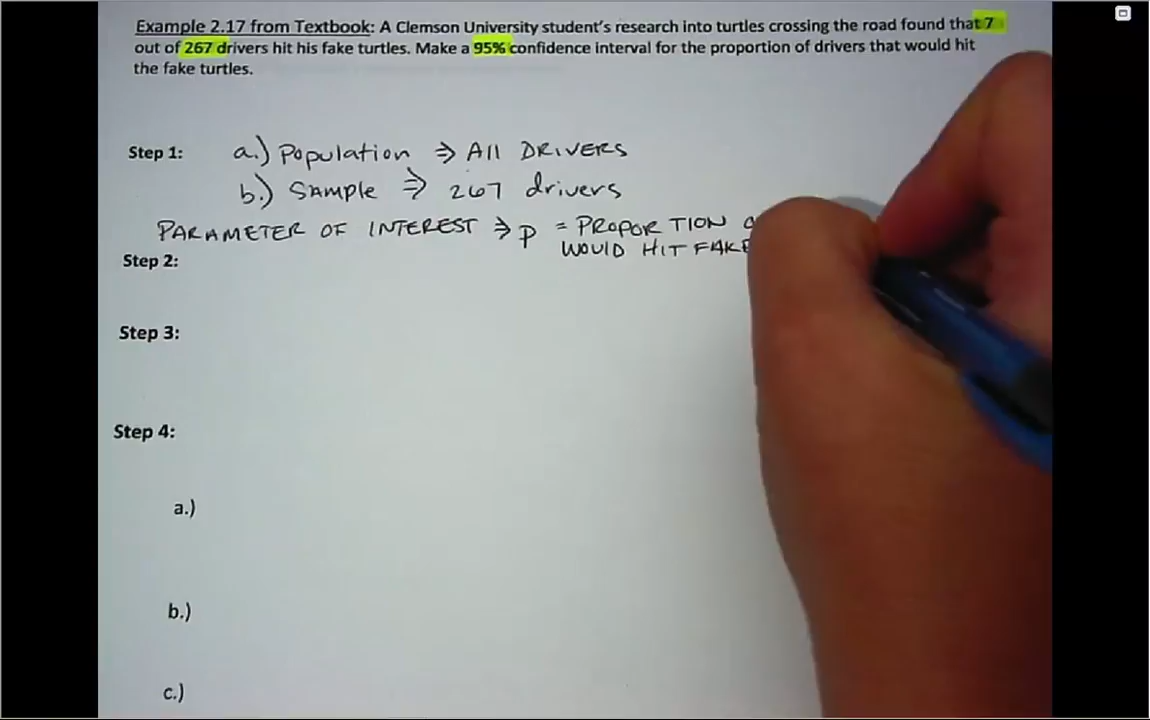 Example 2.17 from Textbook: A Clemson University student's research into turtles crossing the road found that 7
out of 267 drivers hit his fake turtles. Make a 95% confidence interval for the proportion of drivers that would hit
the fake turtles.
Step 1: a.) Population ⇒ All DRIVERS
b.) SAMPLE ⇒ 267 drivers
PARAMETER OF INTEREST ⇒ p = PROPORTION
WOULD HIT FAKE
Step 2:
Step 3:
Step 4:
a.)
b.)
c.)